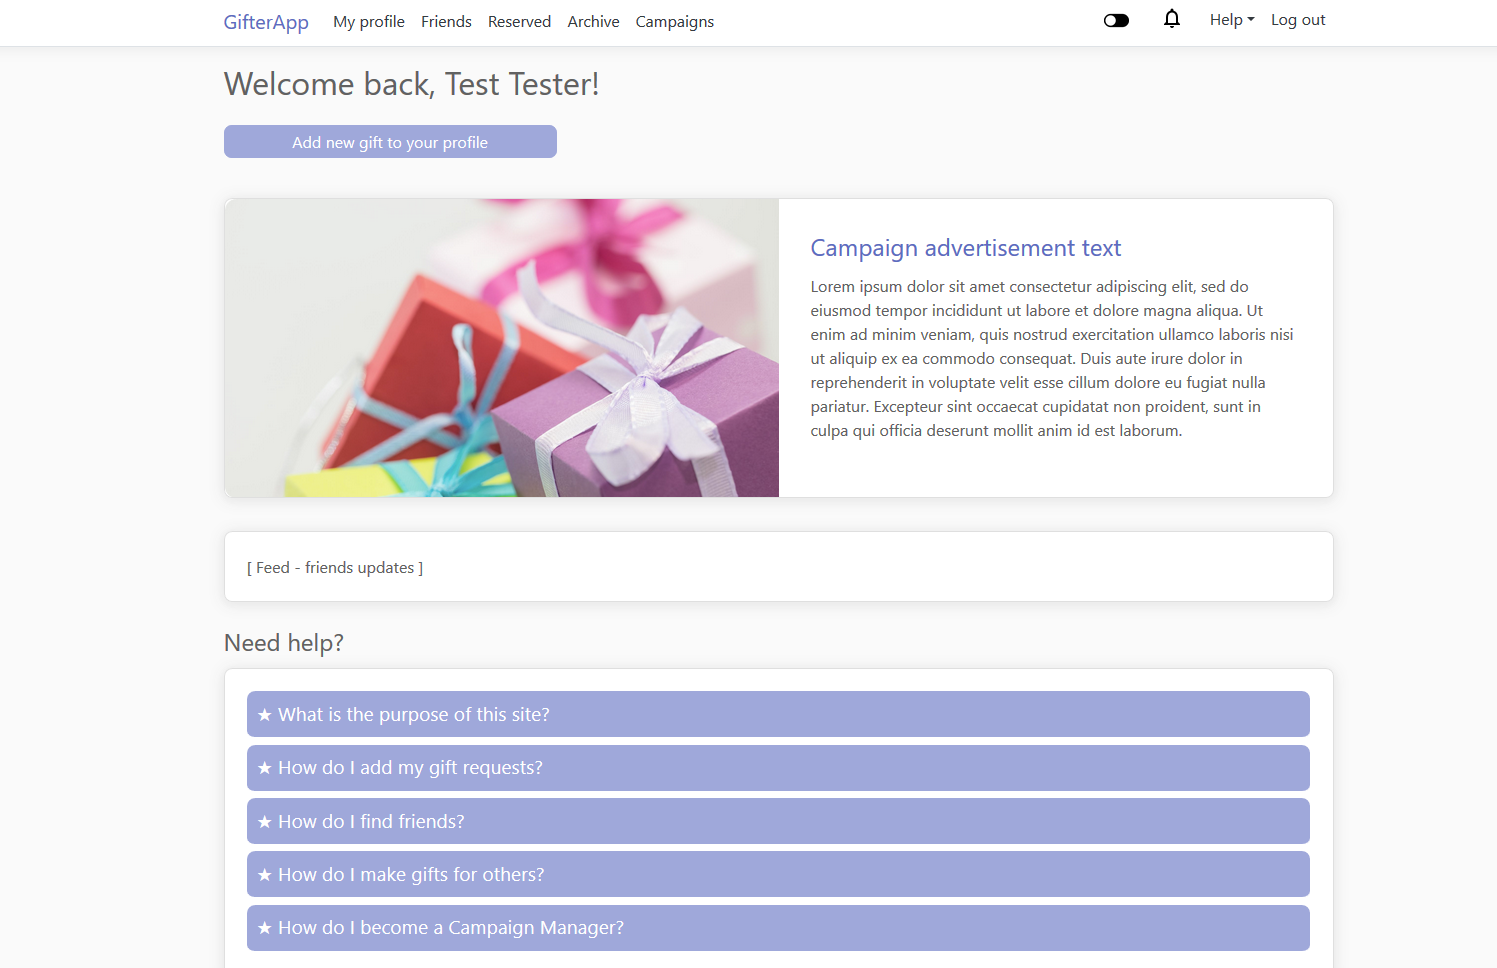 GifterApp My profile Friends Reserved Archive Campaigns Help Log out
Welcome back, Test Tester!
Add new gift to your profile
Campaign advertisement text
Lorem ipsum dolor sit amet consectetur adipiscing elit, sed do
eiusmod tempor incididunt ut labore et dolore magna aliqua. Ut
enim ad minim veniam, quis nostrud exercitation ullamco laboris nisi
ut aliquip ex ea commodo consequat. Duis aute irure dolor in
reprehenderit in voluptate velit esse cillum dolore eu fugiat nulla
pariatur. Excepteur sint occaecat cupidatat non proident, sunt in
culpa qui officia deserunt mollit anim id est laborum.
[ Feed - friends updates ]
Need help?
★ What is the purpose of this site?
★ How do I add my gift requests?
★ How do I find friends?
★ How do I make gifts for others?
★ How do I become a Campaign Manager?